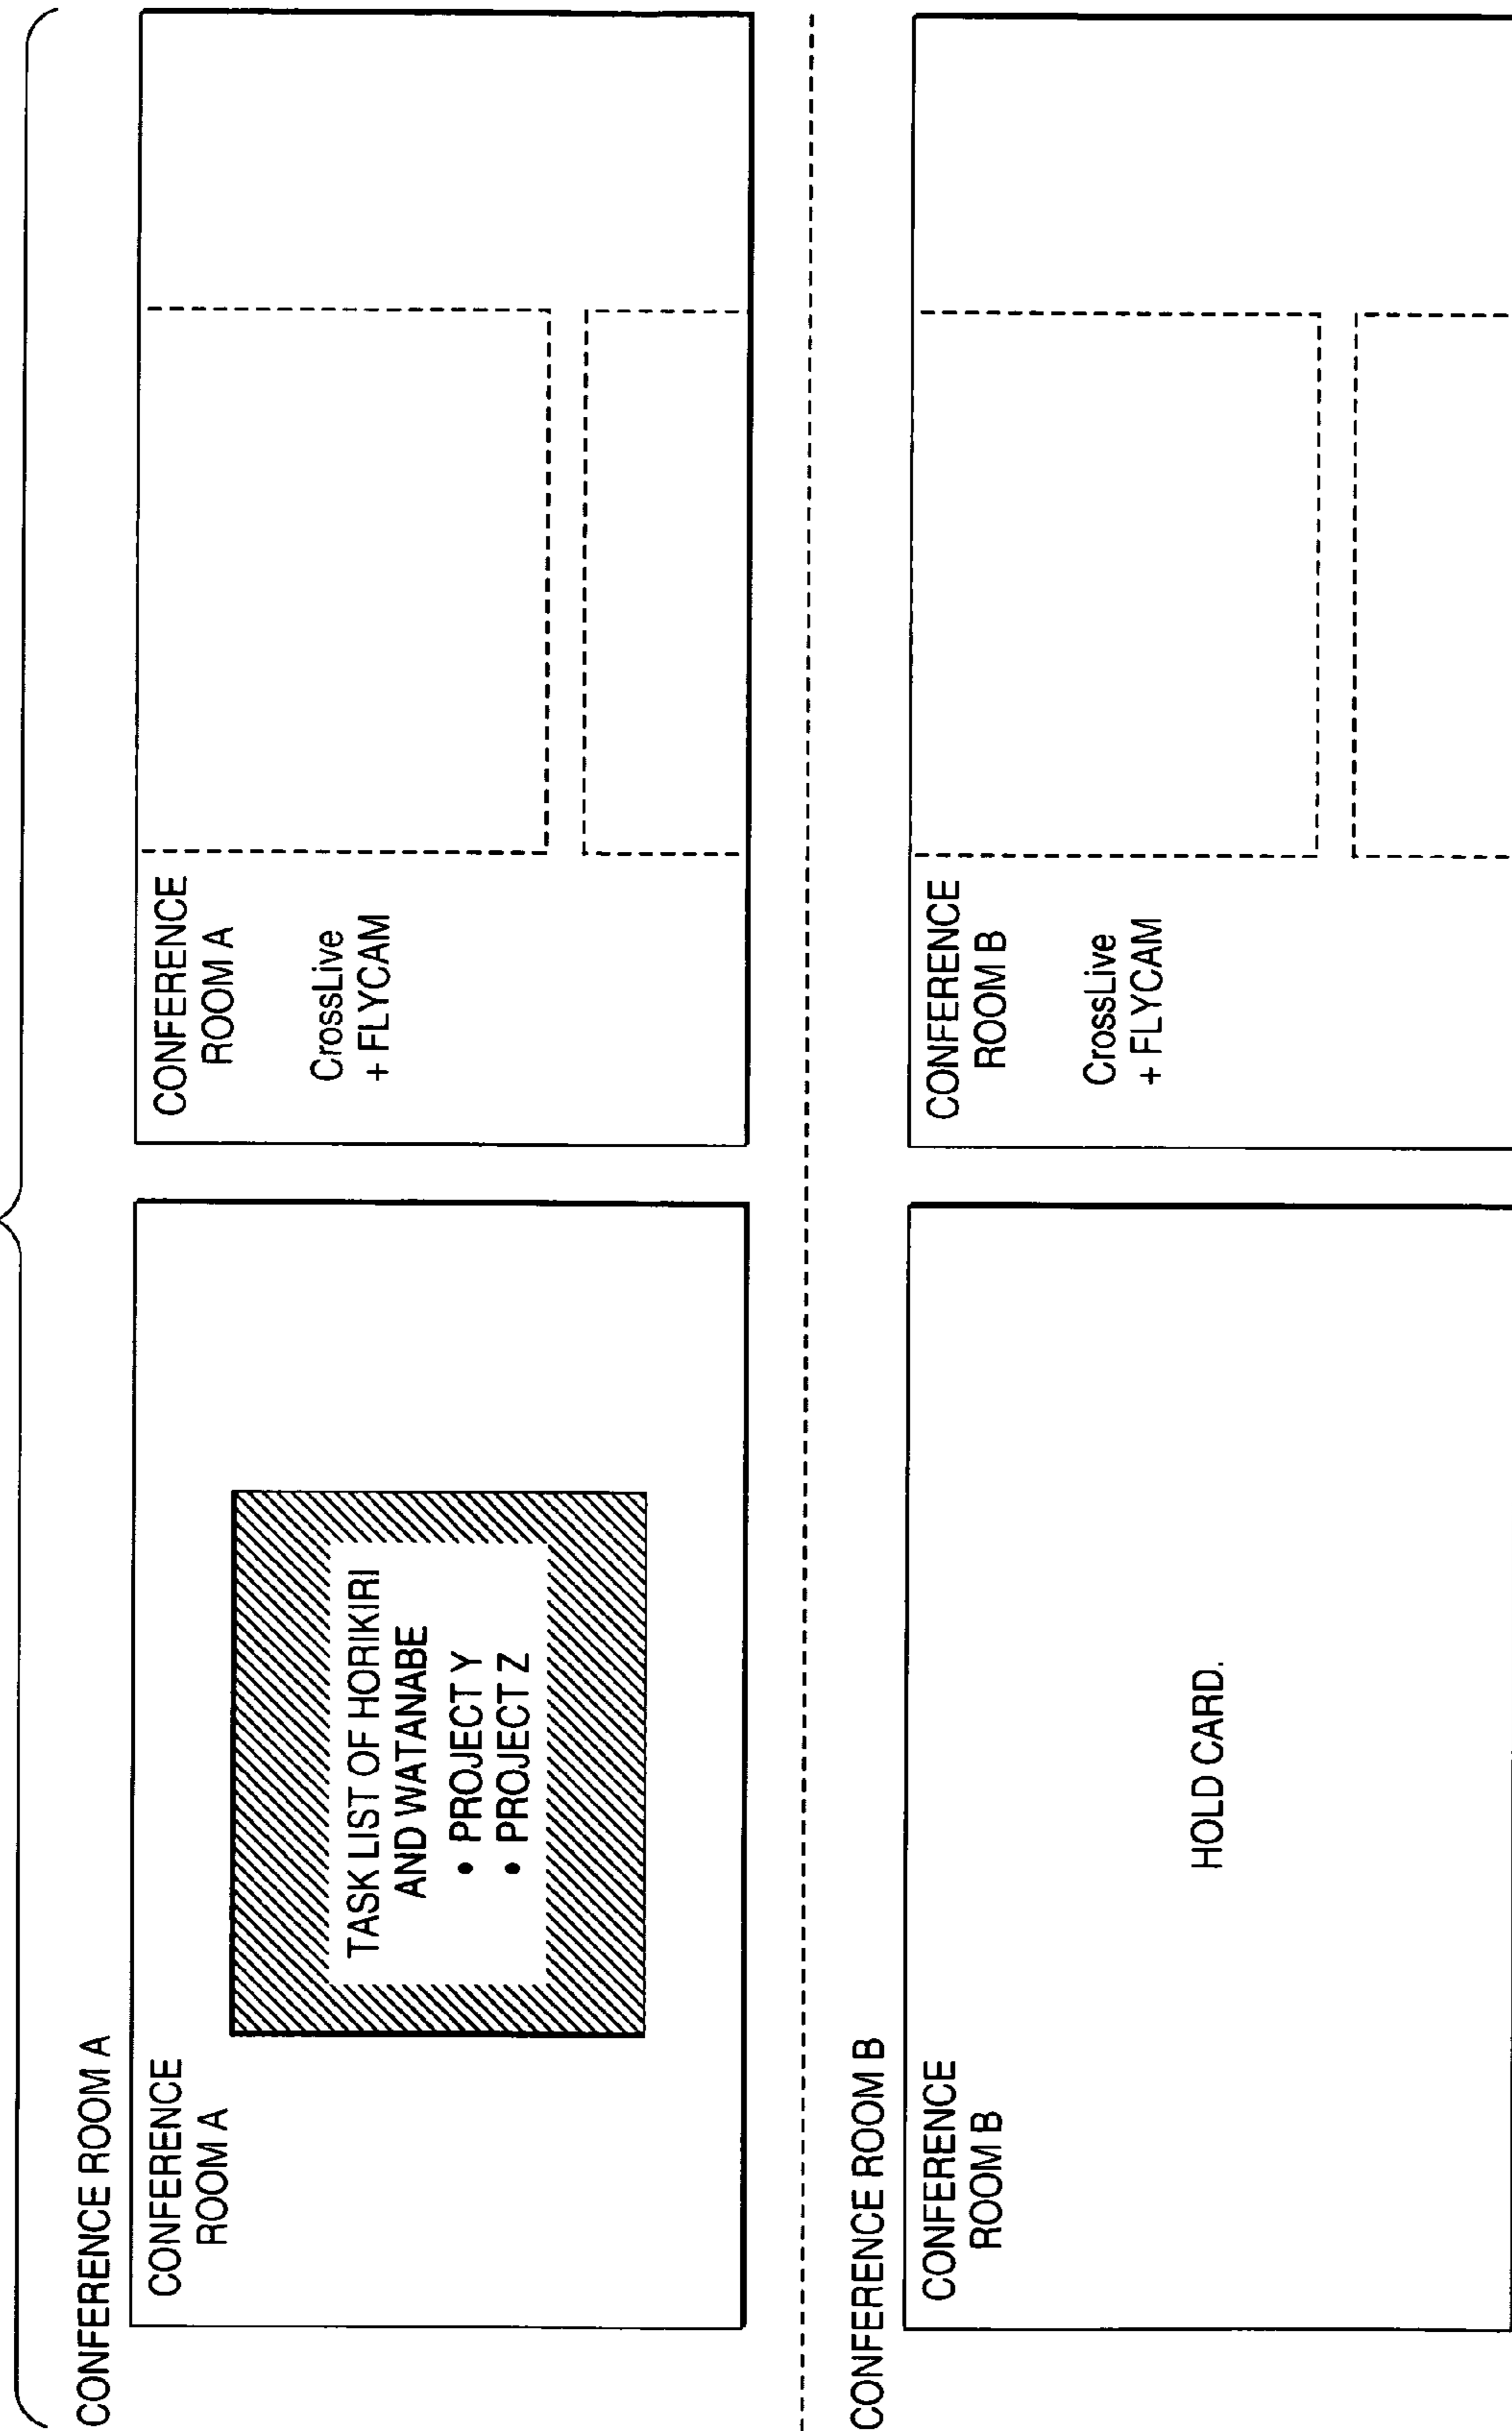 CONFERENCE ROOM A
CONFERENCE
ROOM A
TASK LIST OF HORIKIRI
AND WATANABE
• PROJECT Y
• PROJECT Z
CONFERENCE
ROOM A
CrossLive
+ FLYCAM
CONFERENCE ROOM B
CONFERENCE
ROOM B
HOLD CARD.
CONFERENCE
ROOM B
CrossLive
+ FLYCAM